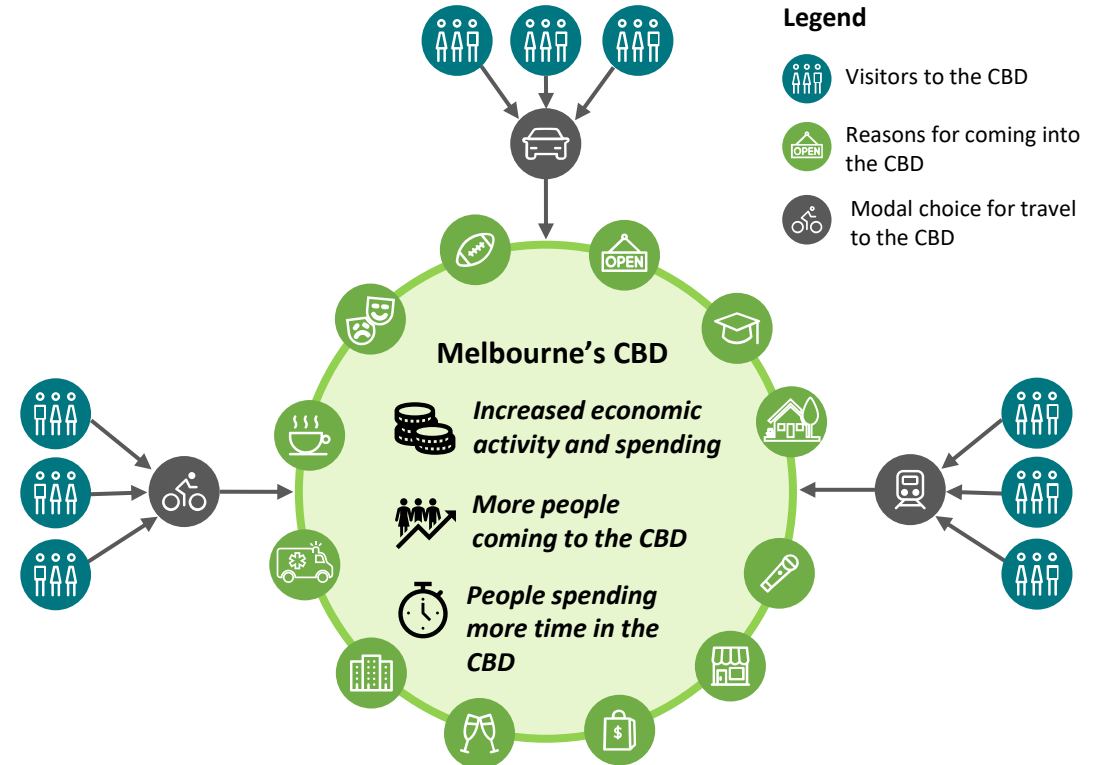 Legend
Visitors to the CBD
Reasons for coming into
the CBD
Modal choice for travel
to the CBD
OPEN
OPEN
Melbourne’s CBD
Increased economic
activity and spending
More people
coming to the CBD
People spending
more time in the
CBD
$